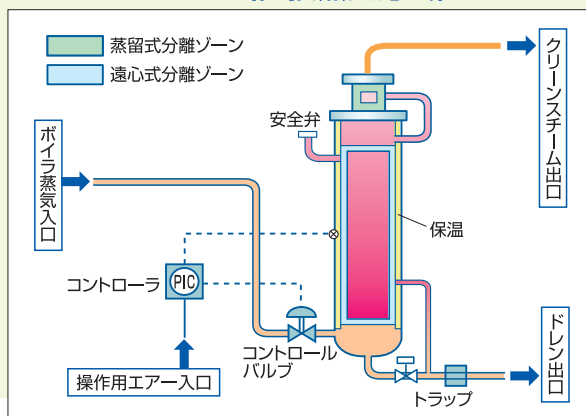 蒸留式分離ゾーン
遠心式分離ゾーン
クリーンスチーム出口
安全弁
ボイラ蒸気入口
保温
コントローラ
PIC
コントロール
バルブ
操作用エアー入口
ドレン出口
トラップ